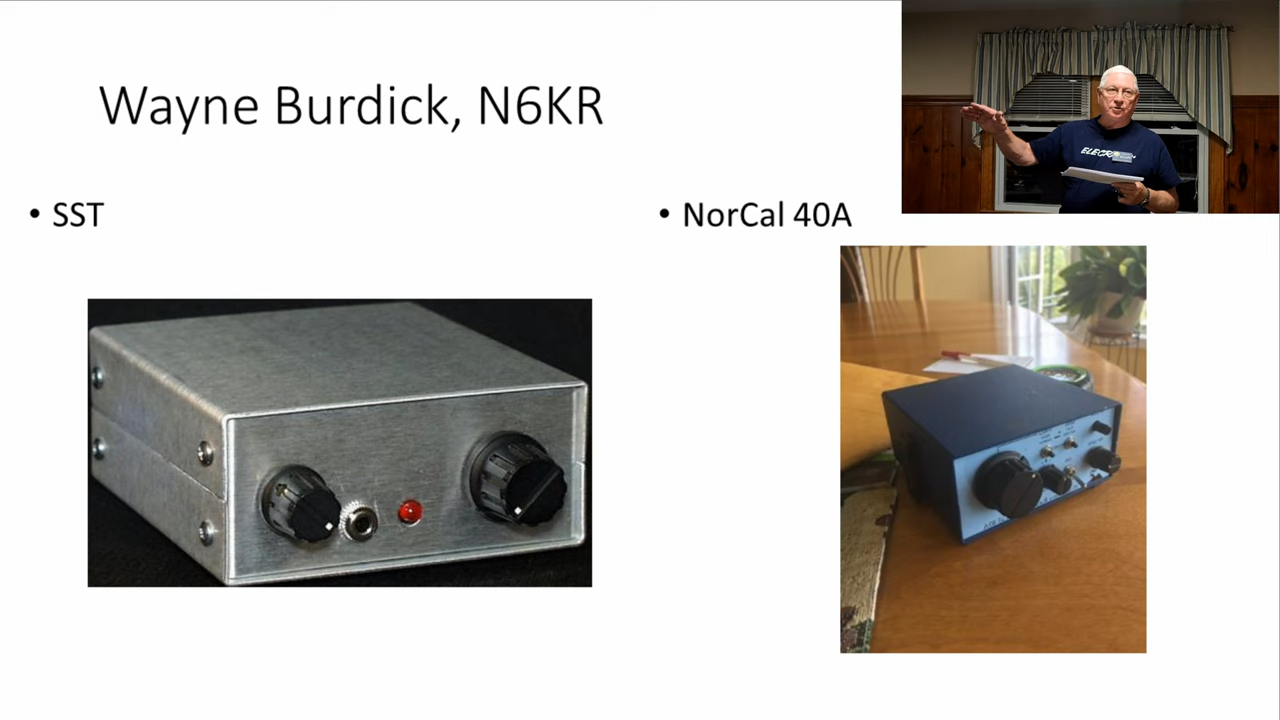 Wayne Burdick, N6KR
• SST
• NorCal 40A